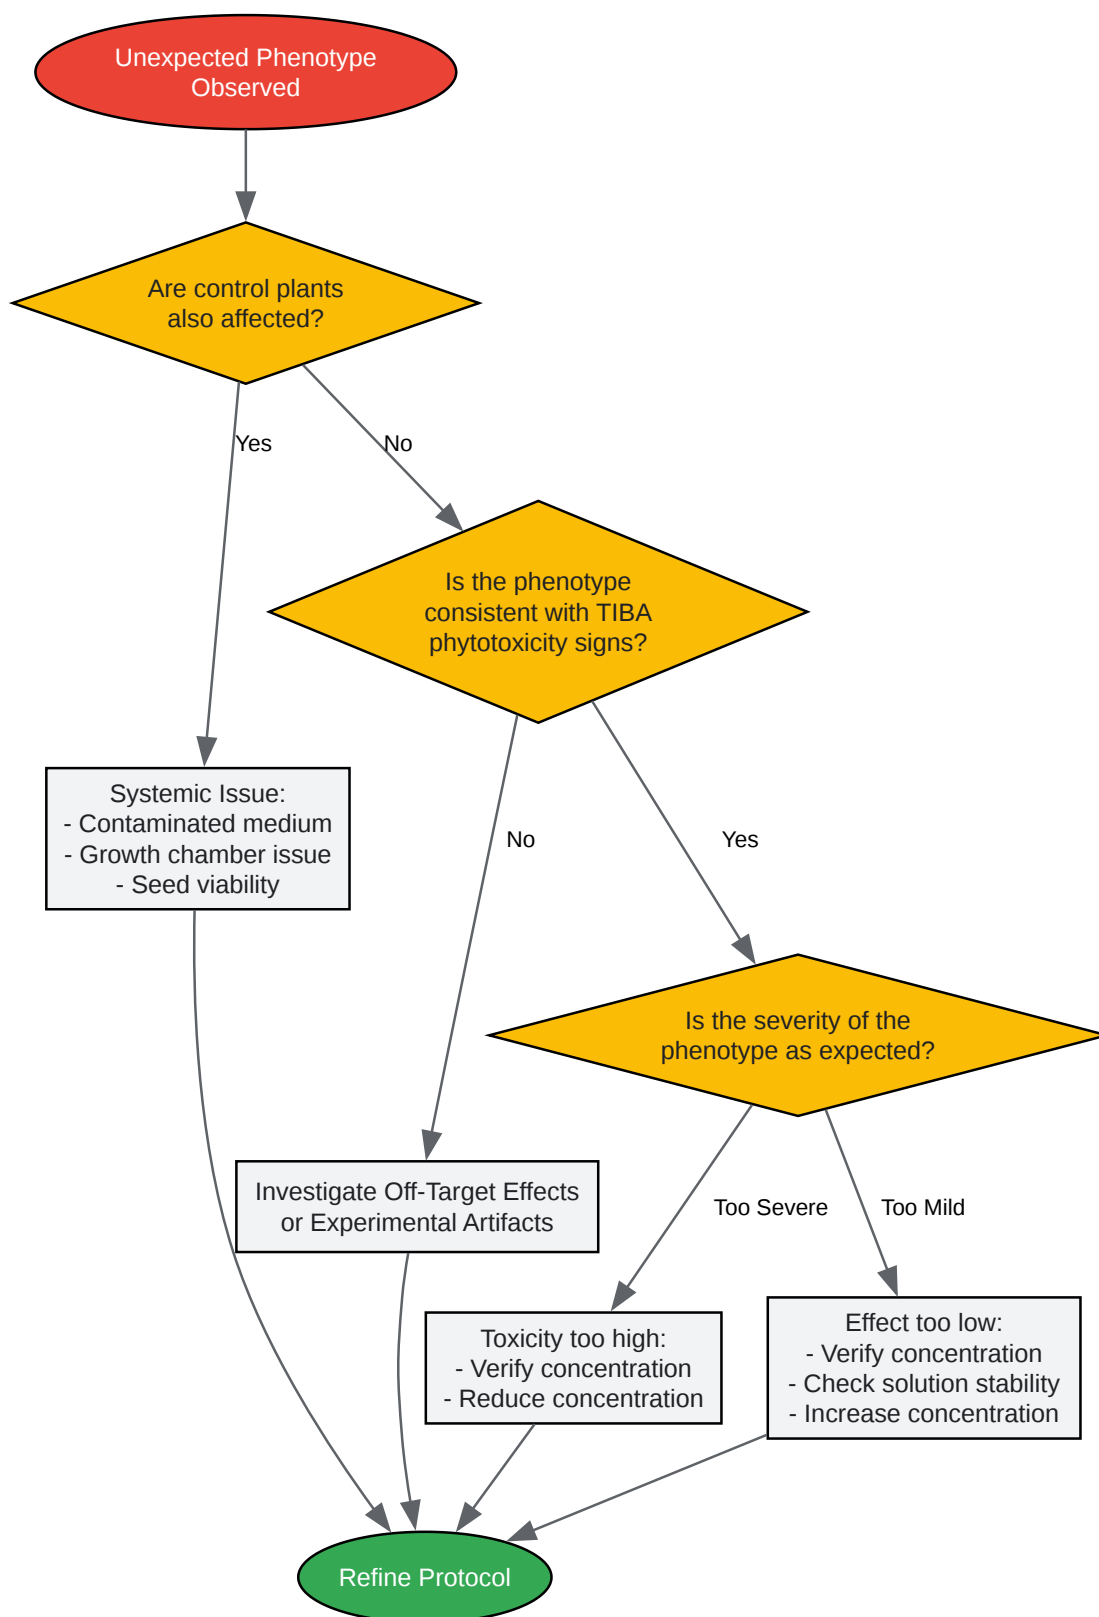 Unexpected Phenotype
Observed
Are control plants
also affected?
Yes
No
Is the phenotype
consistent with TIBA
phytotoxicity signs?
Systemic Issue:
- Contaminated medium
- Growth chamber issue
- Seed viability
No
Yes
Is the severity of the
phenotype as expected?
Investigate Off-Target Effects
or Experimental Artifacts
Too Severe
Too Mild
Toxicity too high:
- Verify concentration
- Reduce concentration
Effect too low:
- Verify concentration
- Check solution stability
- Increase concentration
Refine Protocol